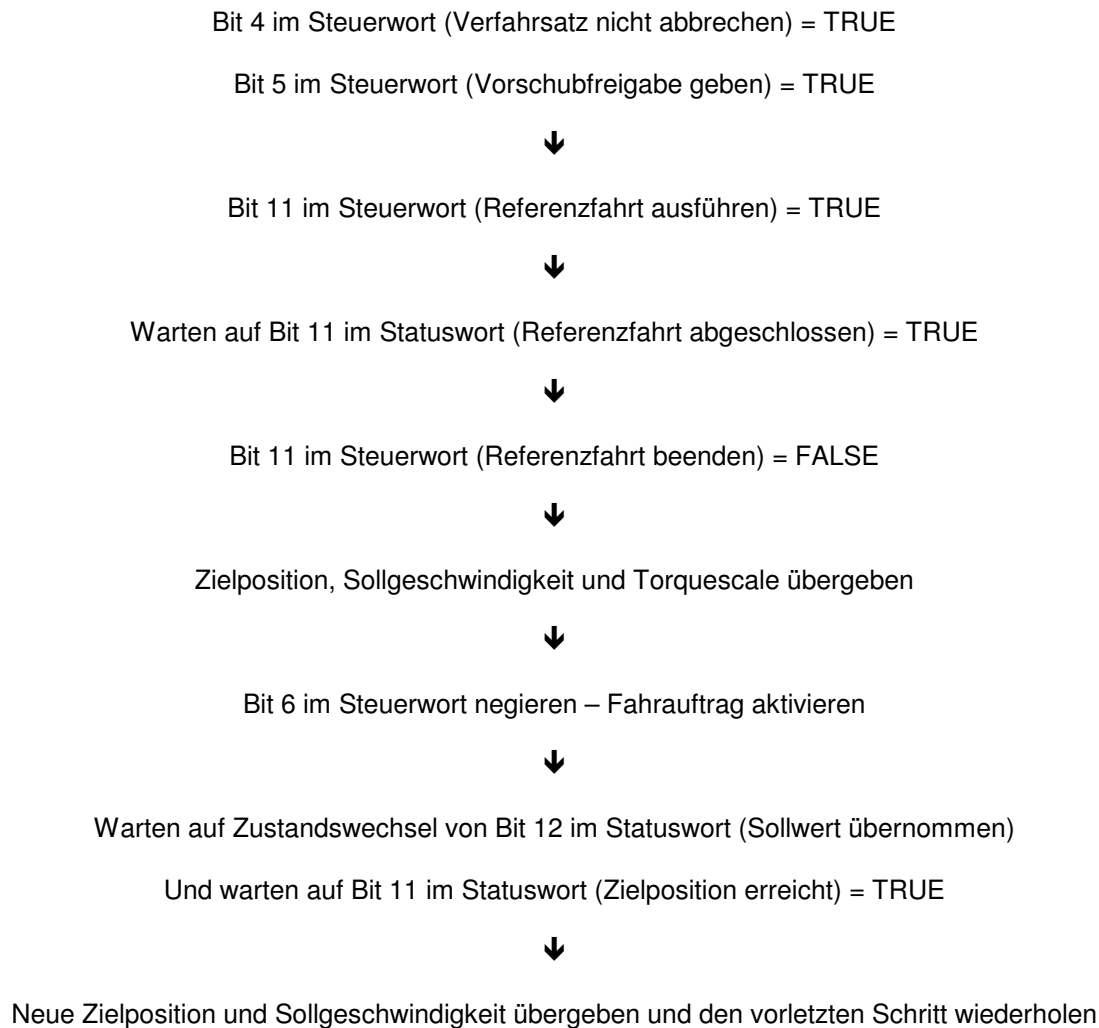 Bit 4 im Steuerwort (Verfahrsatz nicht abbrechen) = TRUE
Bit 5 im Steuerwort (Vorschubfreigabe geben) = TRUE
🡻
Bit 11 im Steuerwort (Referenzfahrt ausführen) = TRUE
🡻
Warten auf Bit 11 im Statuswort (Referenzfahrt abgeschlossen) = TRUE
🡻
Bit 11 im Steuerwort (Referenzfahrt beenden) = FALSE
🡻
Zielposition, Sollgeschwindigkeit und Torquescale übergeben
🡻
Bit 6 im Steuerwort negieren – Fahrauftrag aktivieren
🡻
Warten auf Zustandswechsel von Bit 12 im Statuswort (Sollwert übernommen)
Und warten auf Bit 11 im Statuswort (Zielposition erreicht) = TRUE
🡻
Neue Zielposition und Sollgeschwindigkeit übergeben und den vorletzten Schritt wiederholen